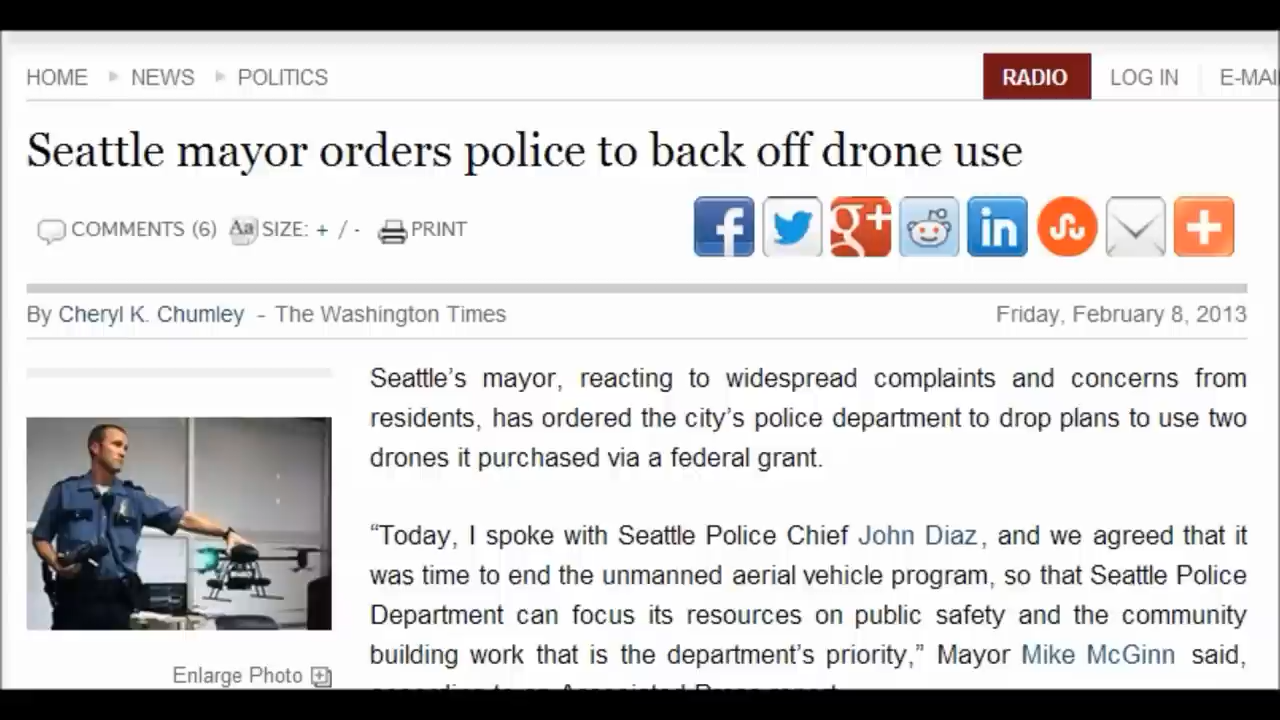 HOME NEWS POLITICS RADIO LOG IN
Seattle mayor orders police to back off drone use
COMMENTS (6) Aa SIZE: + / - PRINT
f g+ in +
By Cheryl K. Chumley - The Washington Times Friday, February 8, 2013
Seattle’s mayor, reacting to widespread complaints and concerns from
residents, has ordered the city’s police department to drop plans to use two
drones it purchased via a federal grant.
“Today, I spoke with Seattle Police Chief John Diaz, and we agreed that it
was time to end the unmanned aerial vehicle program, so that Seattle Police
Department can focus its resources on public safety and the community
building work that is the department’s priority,” Mayor Mike McGinn said,
Enlarge Photo